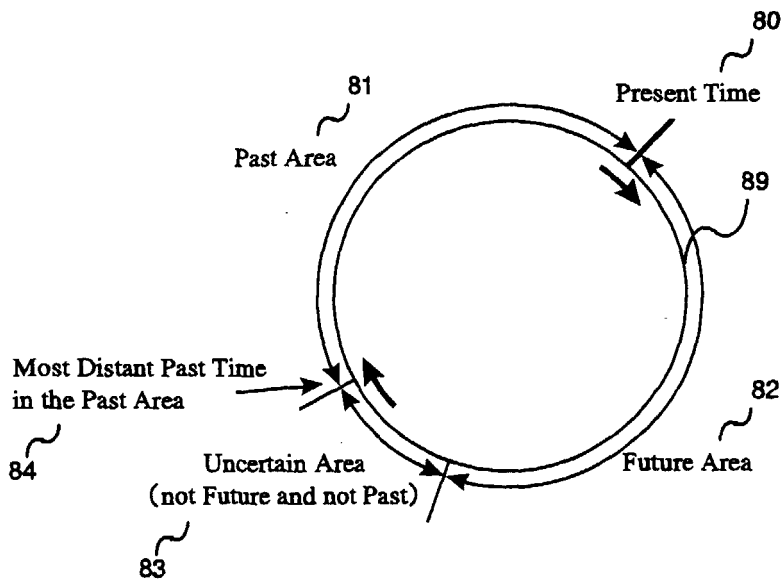 80
Present Time
81
Past Area
89
Most Distant Past Time
in the Past Area
84
82
Future Area
Uncertain Area
(not Future and not Past)
83